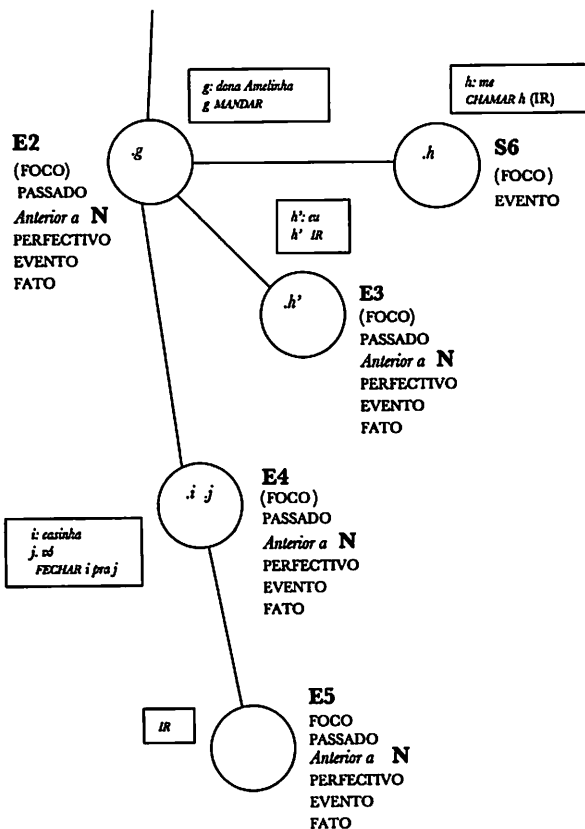 g: dona Amelinha
g MANDAR
h: me
CHAMAR h (IR)
E2
(FOCO)
PASSADO
Anterior a N
PERFECTIVO
EVENTO
FATO
.g
.h
S6
(FOCO)
EVENTO
h': eu
h' IR
.h'
E3
(FOCO)
PASSADO
Anterior a N
PERFECTIVO
EVENTO
FATO
.i .j
E4
(FOCO)
PASSADO
Anterior a N
PERFECTIVO
EVENTO
FATO
i: casinha
j. vó
FECHAR i pra j
IR
E5
FOCO
PASSADO
Anterior a N
PERFECTIVO
EVENTO
FATO